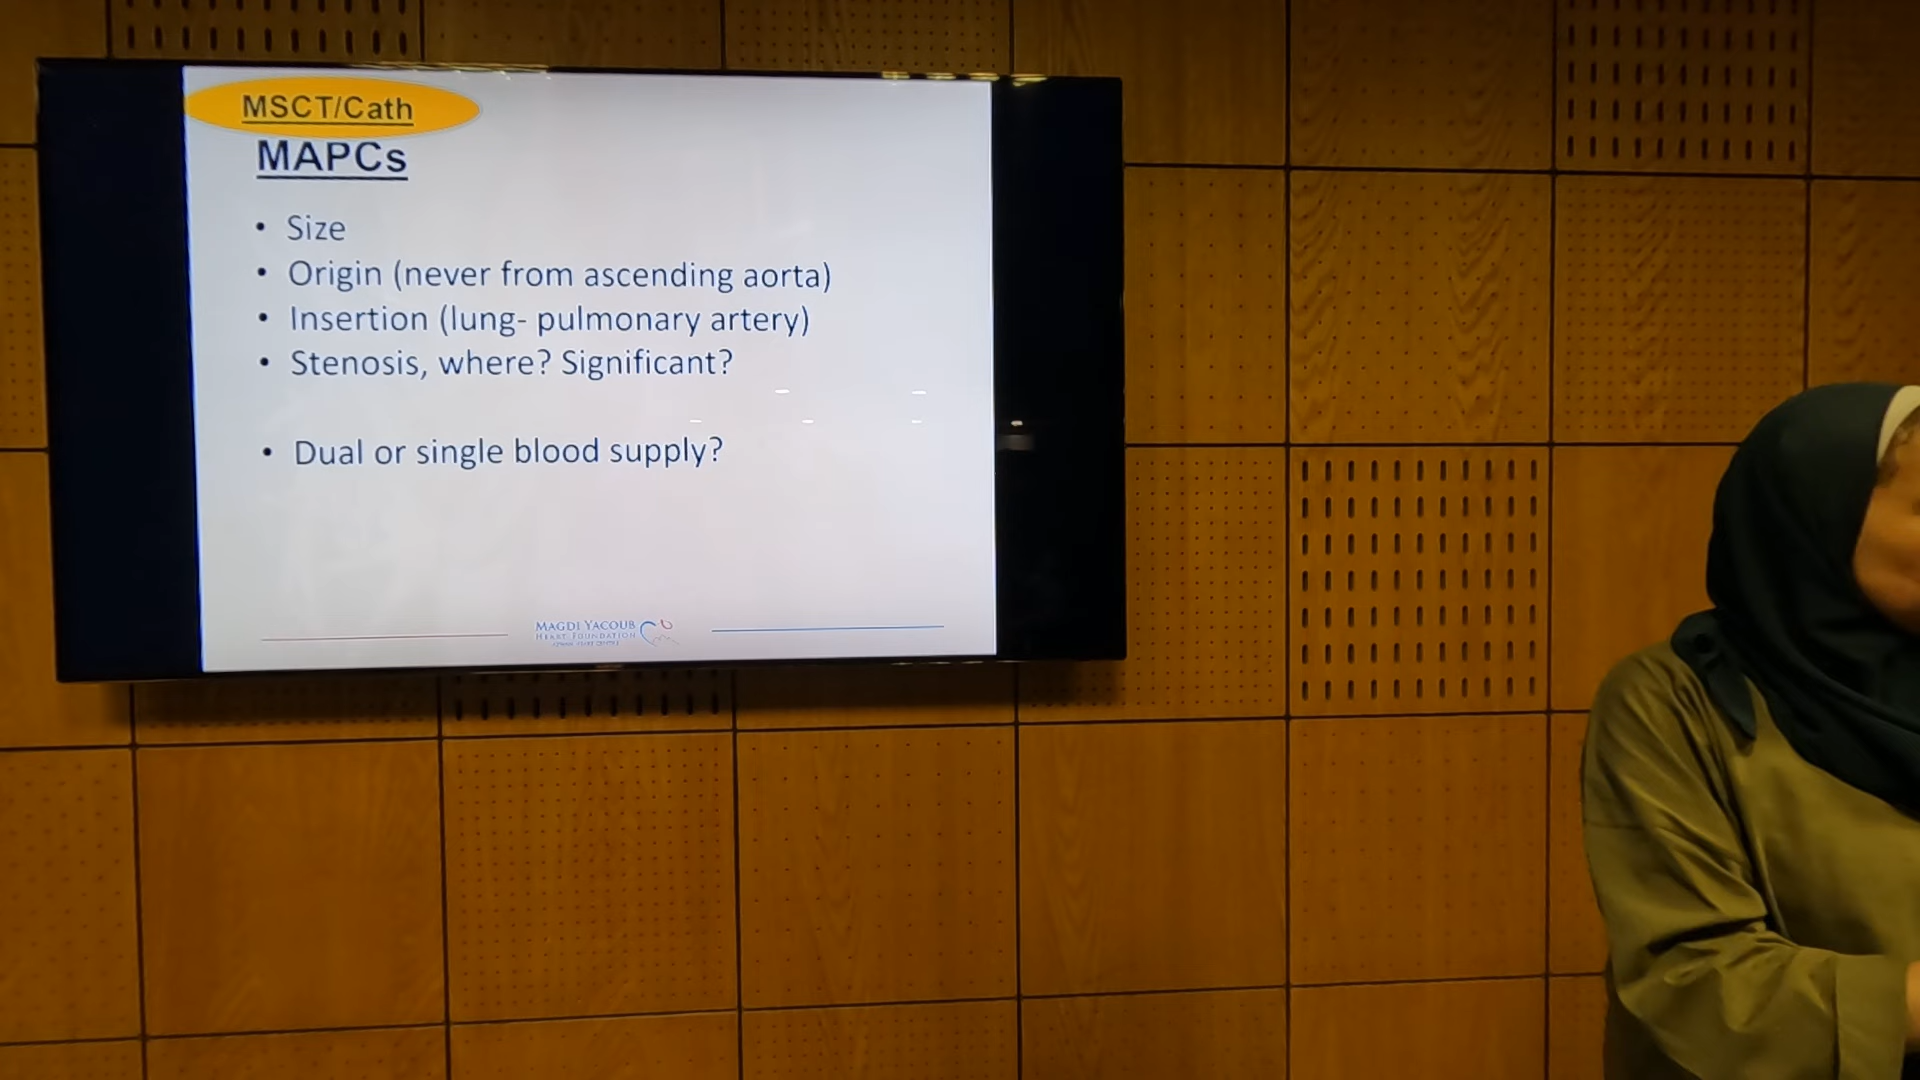 MSCT/Cath
MAPCs
• Size
• Origin (never from ascending aorta)
• Insertion (lung- pulmonary artery)
• Stenosis, where? Significant?
• Dual or single blood supply?
MAGDI YACOUB
HEART FOUNDATION